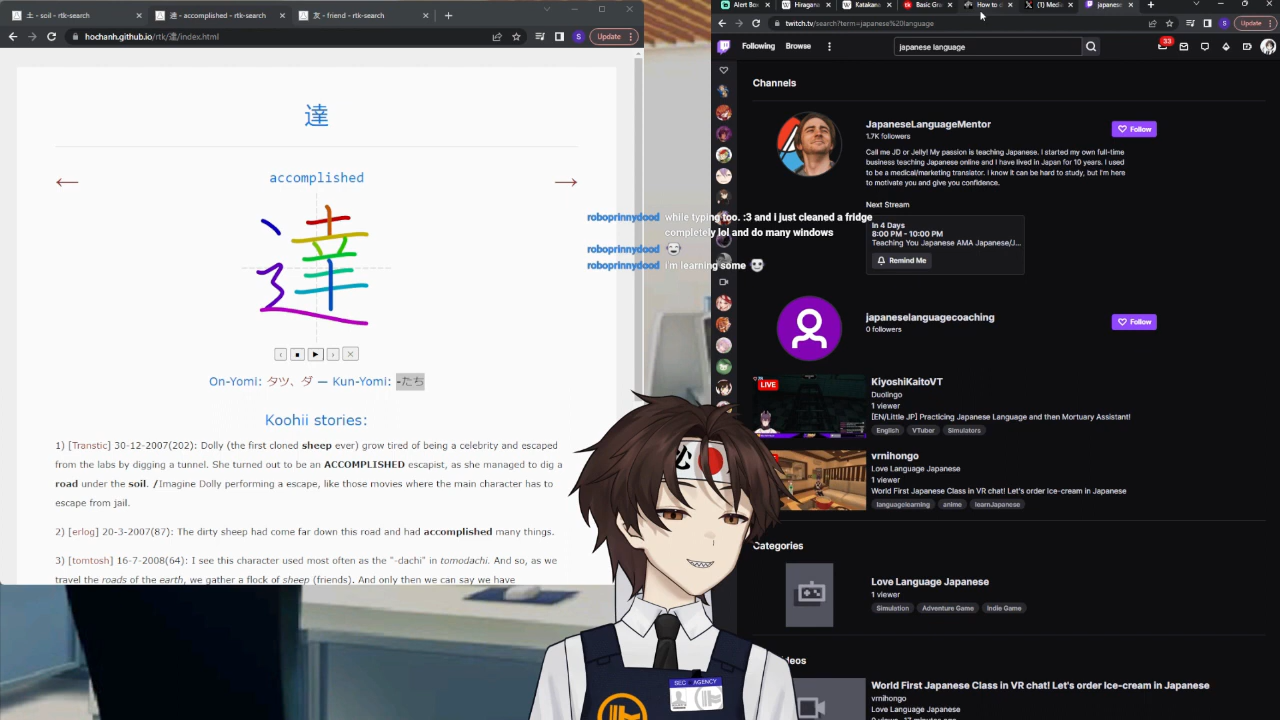 土 - soil - rtk-search
達 - accomplished - rtk-search
友 - friend - rtk-search
hochanh.github.io/rtk/達/index.html
S
Update
達
accomplished
On-Yomi: タツ、ダ — Kun-Yomi: -たち
Koohii stories:
1) [Transtic] 30-12-2007(202): Dolly (the first cloned sheep ever) grow tired of being a celebrity and escaped
from the labs by digging a tunnel. She turned out to be an ACCOMPLISHED escapist, as she managed to dig a
road under the soil. /Imagine Dolly performing a escape, like those movies where the main character has to
escape from jail.
2) [erlog] 20-3-2007(87): The dirty sheep had come far down this road and had accomplished many things.
3) [tomtosh] 16-7-2008(64): I see this character used most often as the "-dachi" in tomodachi. And so, as we
travel the roads of the earth, we gather a flock of sheep (friends). And only then we can say we have
roboprinnydood while typing too. :3 and i just cleaned a fridge
completely lol and do many windows
roboprinnydood
roboprinnydood i'm learning some
SEC AGENCY
Alert Box
Hiragana
Katakana
Basic Gr
How to d
(1) Medi
japanese
twitch.tv/search?term=japanese%20language
S
Update
Following
Browse
japanese language
33
Channels
JapaneseLanguageMentor
1.7K followers
Follow
Call me JD or Jelly! My passion is teaching Japanese. I started my own full-time
business teaching Japanese online and I have lived in Japan for 10 years. I used
to be a medical/marketing translator. I know it can be hard to study, but I'm here
to motivate you and give you confidence.
Next Stream
In 4 Days
8:00 PM - 10:00 PM
Teaching You Japanese AMA Japanese/J...
Remind Me
japaneselanguagecoaching
0 followers
Follow
LIVE
KiyoshiKaitoVT
Duolingo
1 viewer
[EN/Little JP] Practicing Japanese Language and then Mortuary Assistant!
English
VTuber
Simulators
vrnihongo
Love Language Japanese
1 viewer
World First Japanese Class in VR chat! Let's order Ice-cream in Japanese
languagelearning
anime
learnJapanese
Categories
Love Language Japanese
1 viewer
Simulation
Adventure Game
Indie Game
World First Japanese Class in VR chat! Let's order Ice-cream in Japanese
vrnihongo
Love Language Japanese